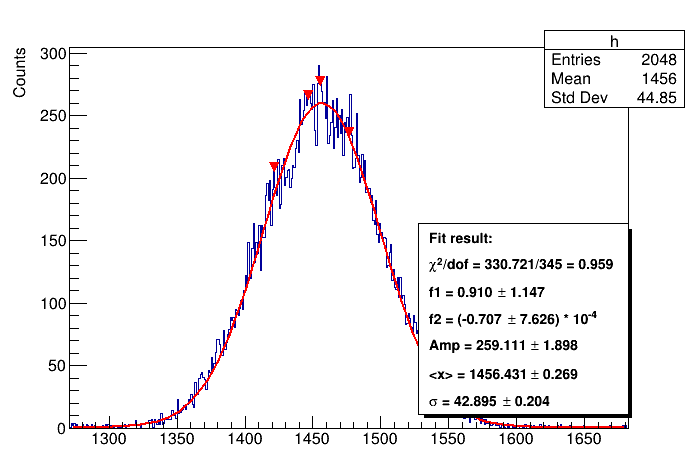 h
Entries 2048
Mean 1456
Std Dev 44.85
Counts
300
250
200
150
100
50
0
Fit result:
χ²/dof = 330.721/345 = 0.959
f1 = 0.910 ± 1.147
f2 = (-0.707 ± 7.626) * 10⁻⁴
Amp = 259.111 ± 1.898
<x> = 1456.431 ± 0.269
σ = 42.895 ± 0.204
1300 1350 1400 1450 1500 1550 1600 1650